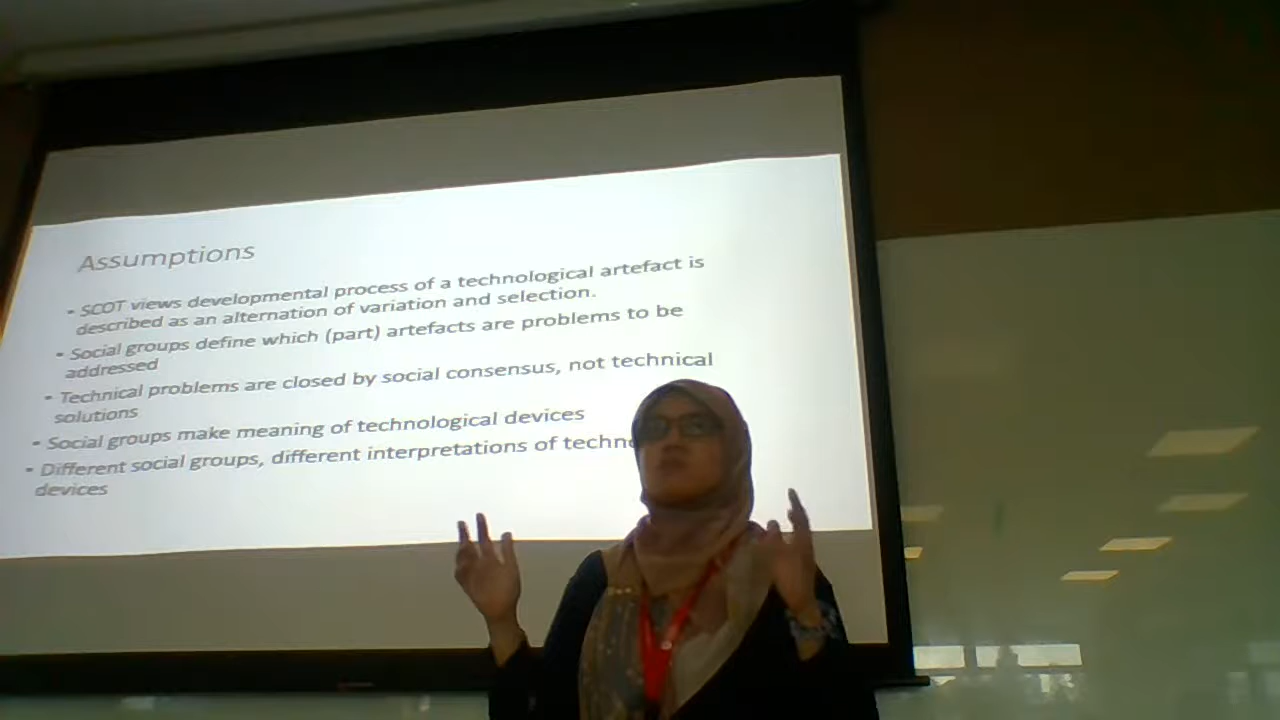 Assumptions
• SCOT views developmental process of a technological artefact is
described as an alternation of variation and selection.
• Social groups define which (part) artefacts are problems to be
addressed
• Technical problems are closed by social consensus, not technical
solutions
• Social groups make meaning of technological devices
• Different social groups, different interpretations of techno
devices